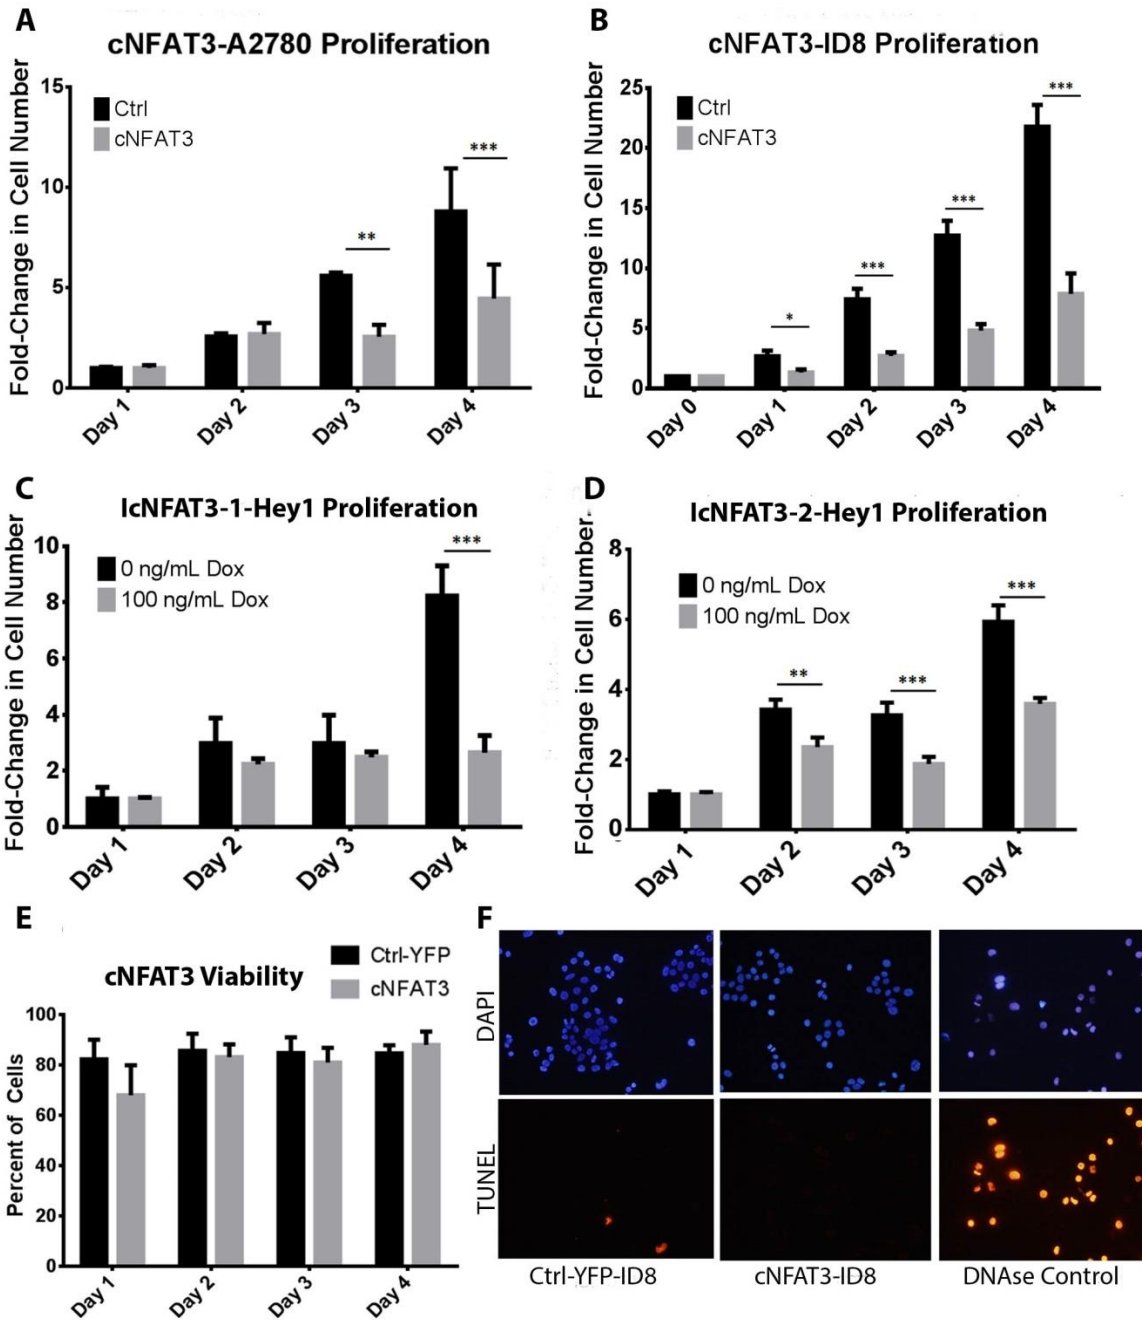 A
cNFAT3-A2780 Proliferation
Fold-Change in Cell Number
15
10
5
0
Ctrl
cNFAT3
**
***
Day 1
Day 2
Day 3
Day 4
B
cNFAT3-ID8 Proliferation
Fold-Change in Cell Number
25
20
15
10
5
0
Ctrl
cNFAT3
*
***
***
***
Day 0
Day 1
Day 2
Day 3
Day 4
C
IcNFAT3-1-Hey1 Proliferation
Fold-Change in Cell Number
10
8
6
4
2
0
0 ng/mL Dox
100 ng/mL Dox
***
Day 1
Day 2
Day 3
Day 4
D
IcNFAT3-2-Hey1 Proliferation
Fold-Change in Cell Number
8
6
4
2
0
0 ng/mL Dox
100 ng/mL Dox
**
***
***
Day 1
Day 2
Day 3
Day 4
E
cNFAT3 Viability
Ctrl-YFP
cNFAT3
Percent of Cells
100
80
60
40
20
0
Day 1
Day 2
Day 3
Day 4
F
DAPI
TUNEL
Ctrl-YFP-ID8
cNFAT3-ID8
DNAse Control